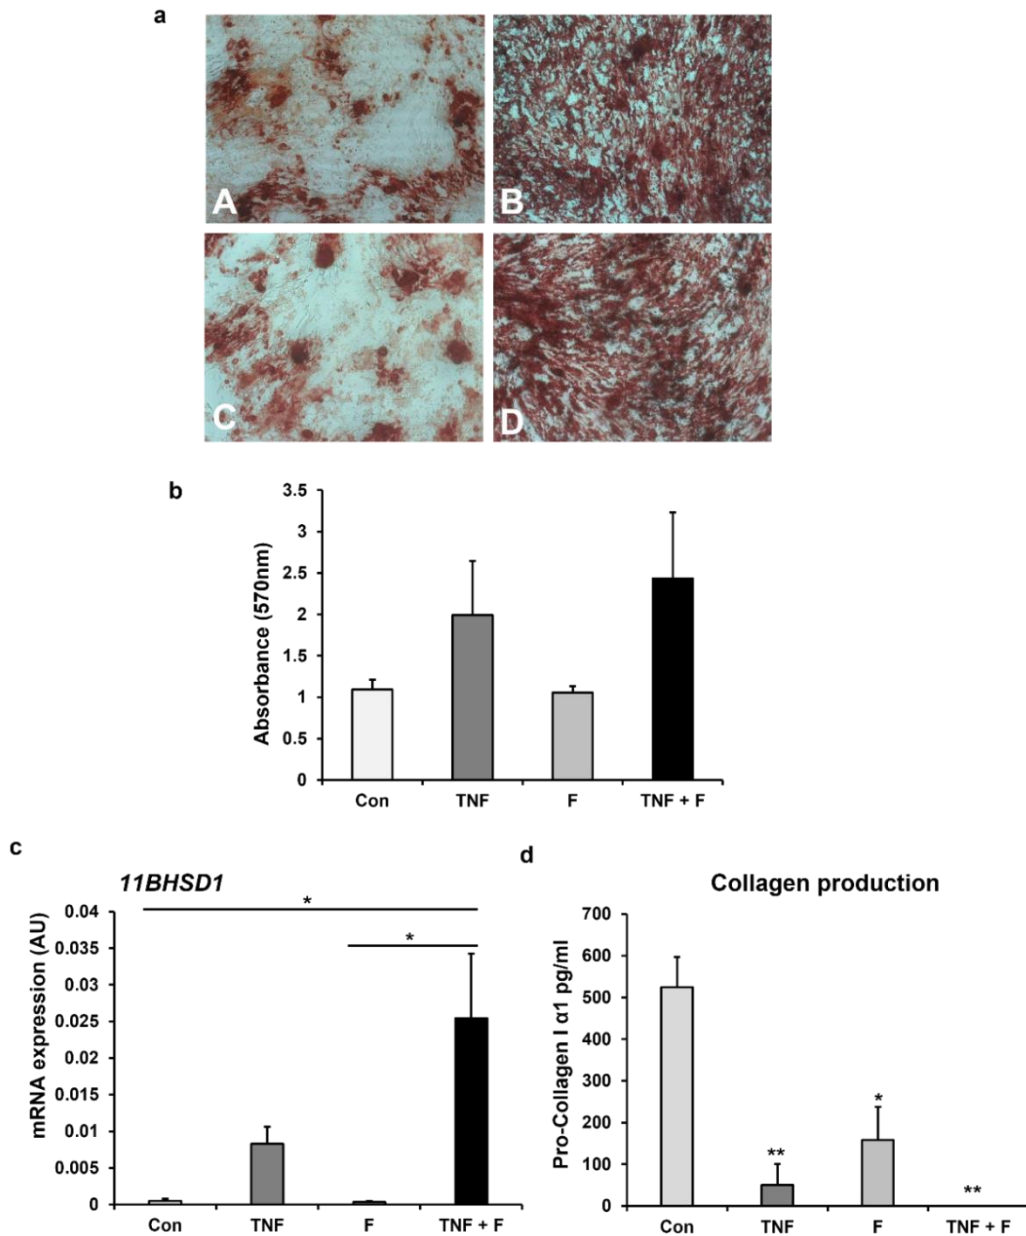 a
A
B
C
D
b
Absorbance (570nm)
3.5
3
2.5
2
1.5
1
0.5
0
Con TNF F TNF + F
c
11BHSD1
*
*
mRNA expression (AU)
0.04
0.035
0.03
0.025
0.02
0.015
0.01
0.005
0
Con TNF F TNF + F
d
Collagen production
Pro-Collagen I α1 pg/ml
700
600
500
400
300
200
100
0
**
*
**
Con TNF F TNF + F